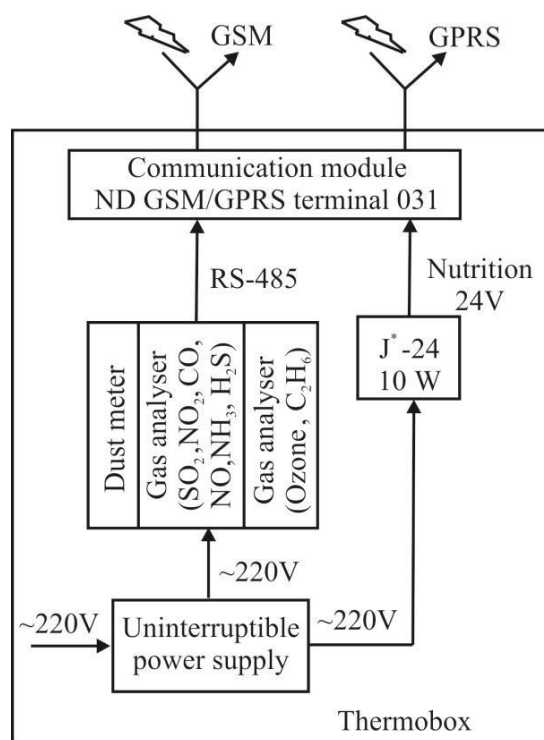 GSM
GPRS
Communication module
ND GSM/GPRS terminal 031
RS-485
Nutrition
24V
J*-24
10 W
Dust meter
Gas analyser
(SO₂,NO₂,CO,
NO,NH₃, H₂S)
Gas analyser
(Ozone, C₂H₆)
~220V
~220V
~220V
Uninterruptible
power supply
Thermobox